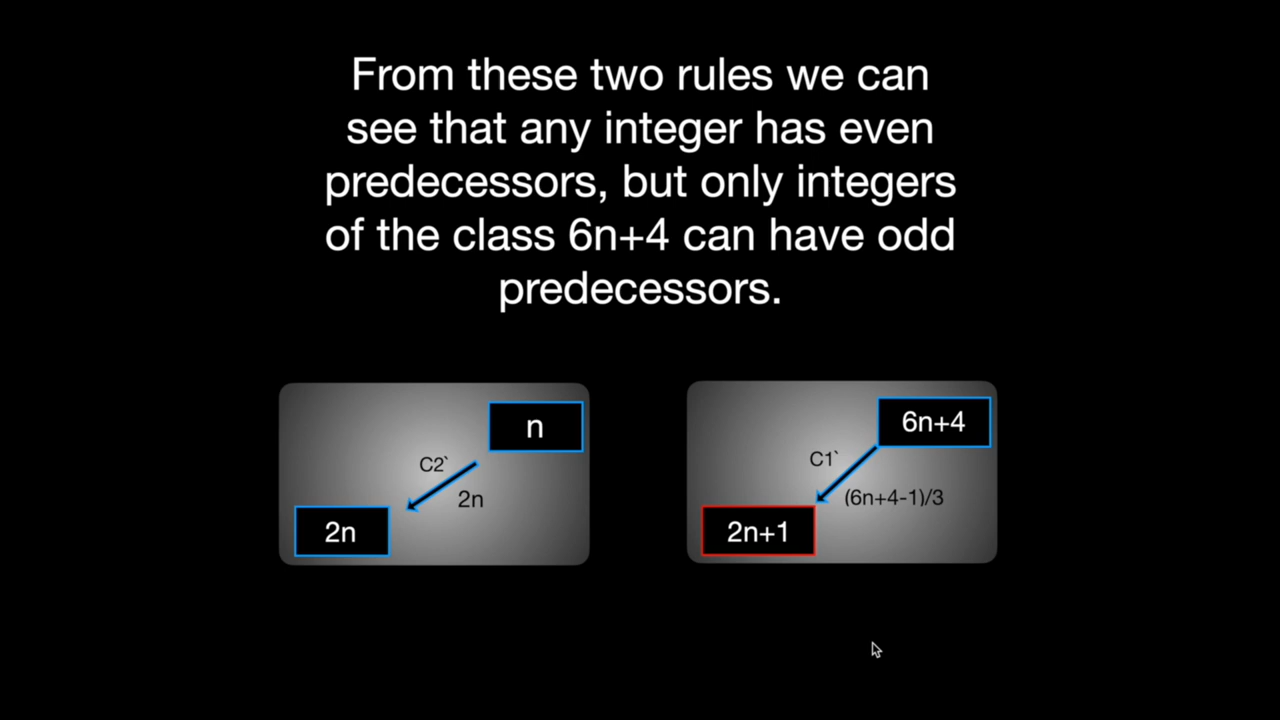 From these two rules we can
see that any integer has even
predecessors, but only integers
of the class 6n+4 can have odd
predecessors.
n
C2`
2n
2n
6n+4
C1`
(6n+4-1)/3
2n+1